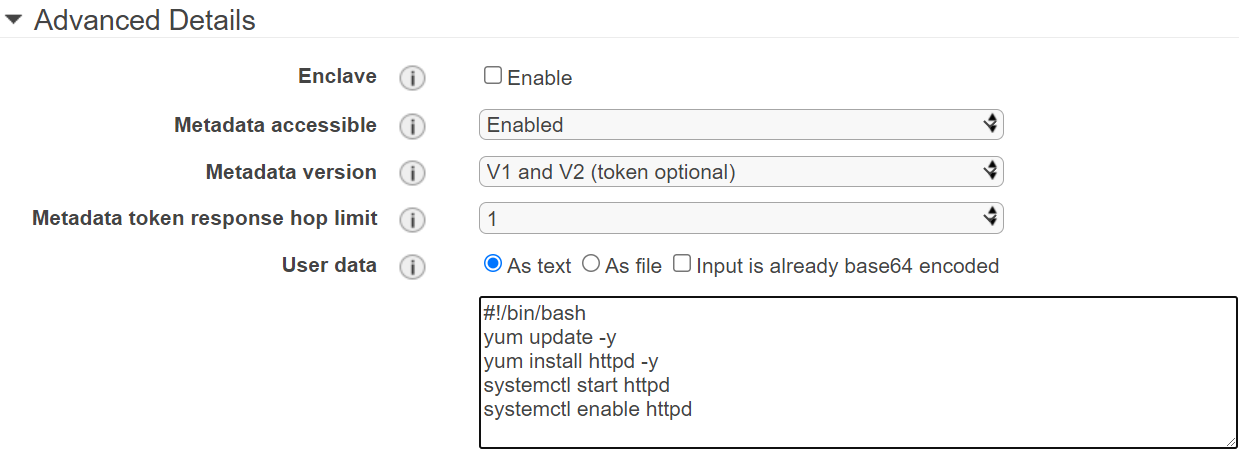 Advanced Details
Enclave i Enable
Metadata accessible i Enabled
Metadata version i V1 and V2 (token optional)
Metadata token response hop limit i 1
User data i As text As file Input is already base64 encoded
#!/bin/bash
yum update -y
yum install httpd -y
systemctl start httpd
systemctl enable httpd